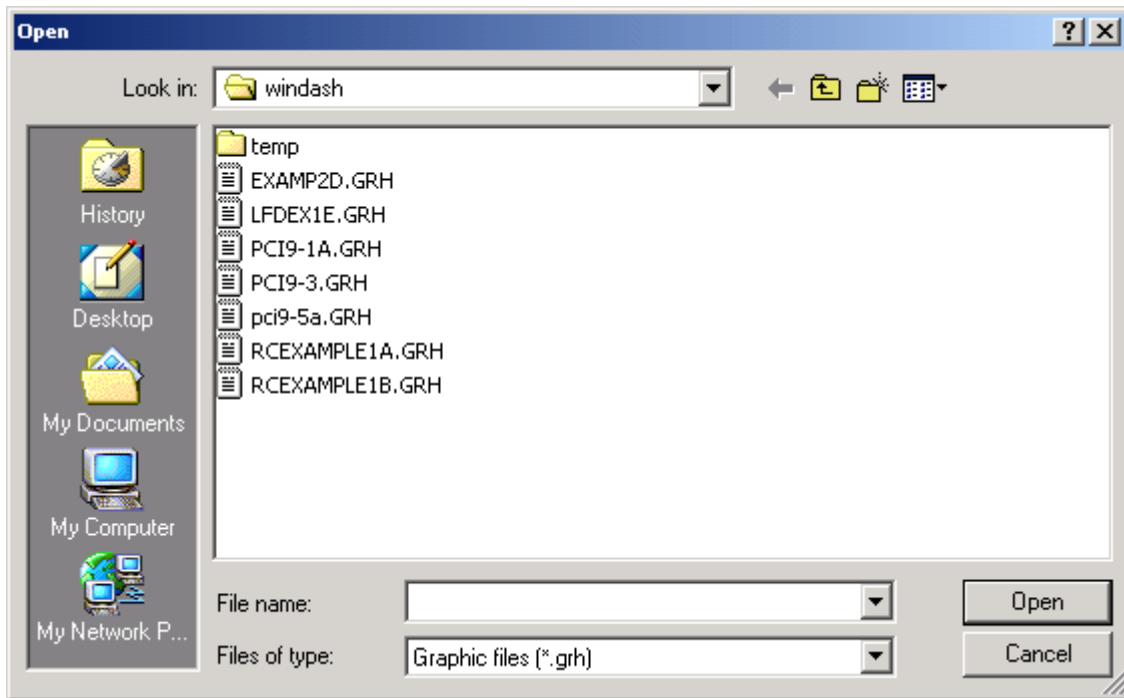 Open
Look in: windash
temp
EXAMP2D.GRH
LFDEX1E.GRH
PCI9-1A.GRH
PCI9-3.GRH
pci9-5a.GRH
RCEXAMPLE1A.GRH
RCEXAMPLE1B.GRH
History
Desktop
My Documents
My Computer
My Network P...
File name:
Open
Files of type: Graphic files (*.grh)
Cancel